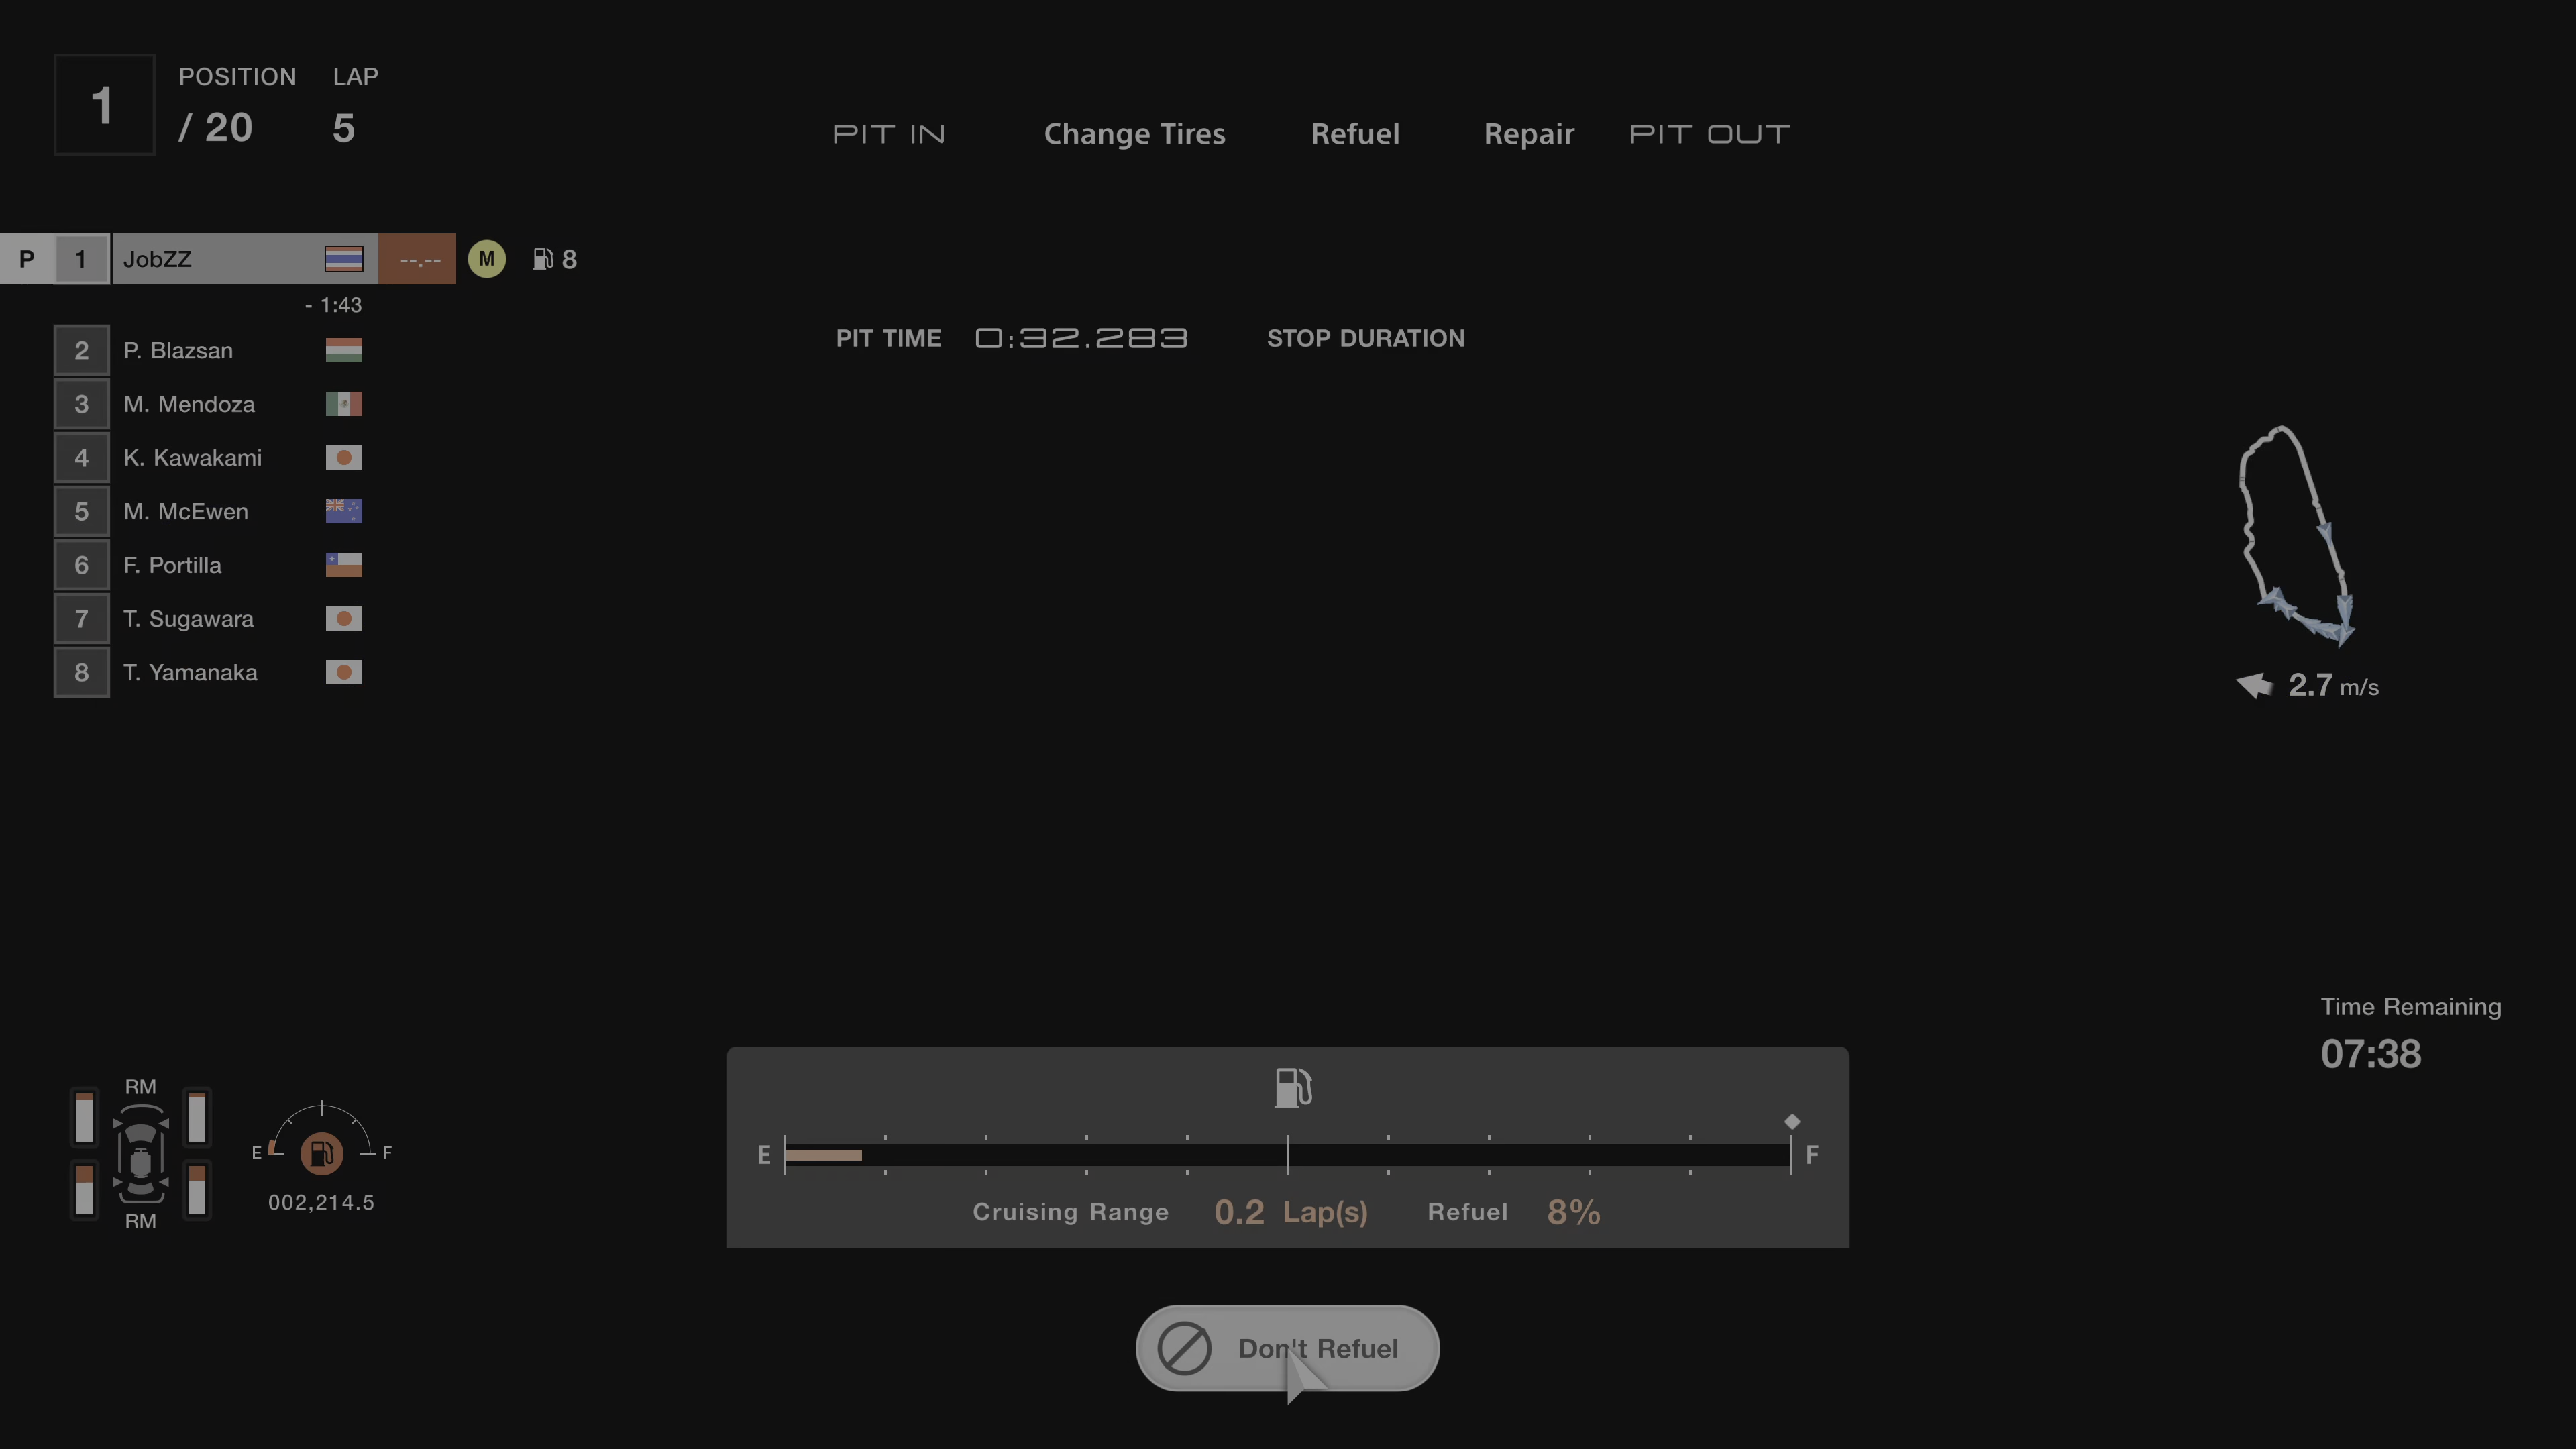 1
POSITION LAP
/ 20 5
PIT IN Change Tires Refuel Repair PIT OUT
P 1 JobZZ --.-- M 8
- 1:43
PIT TIME 0:32.283 STOP DURATION
2 P. Blazsan
3 M. Mendoza
4 K. Kawakami
5 M. McEwen
6 F. Portilla
7 T. Sugawara
8 T. Yamanaka
2.7 m/s
Time Remaining
07:38
RM
E F
002,214.5
RM
E F
Cruising Range 0.2 Lap(s) Refuel 8%
Don't Refuel